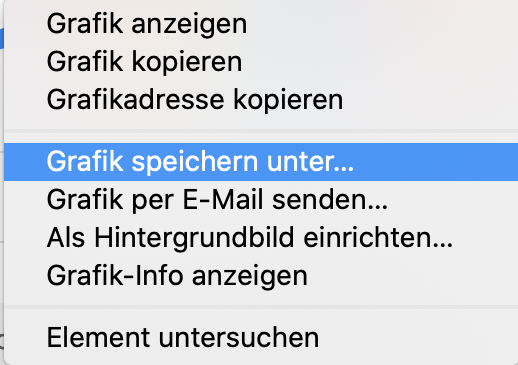 Grafik anzeigen
Grafik kopieren
Grafikadresse kopieren
Grafik speichern unter...
Grafik per E-Mail senden...
Als Hintergrundbild einrichten...
Grafik-Info anzeigen
Element untersuchen